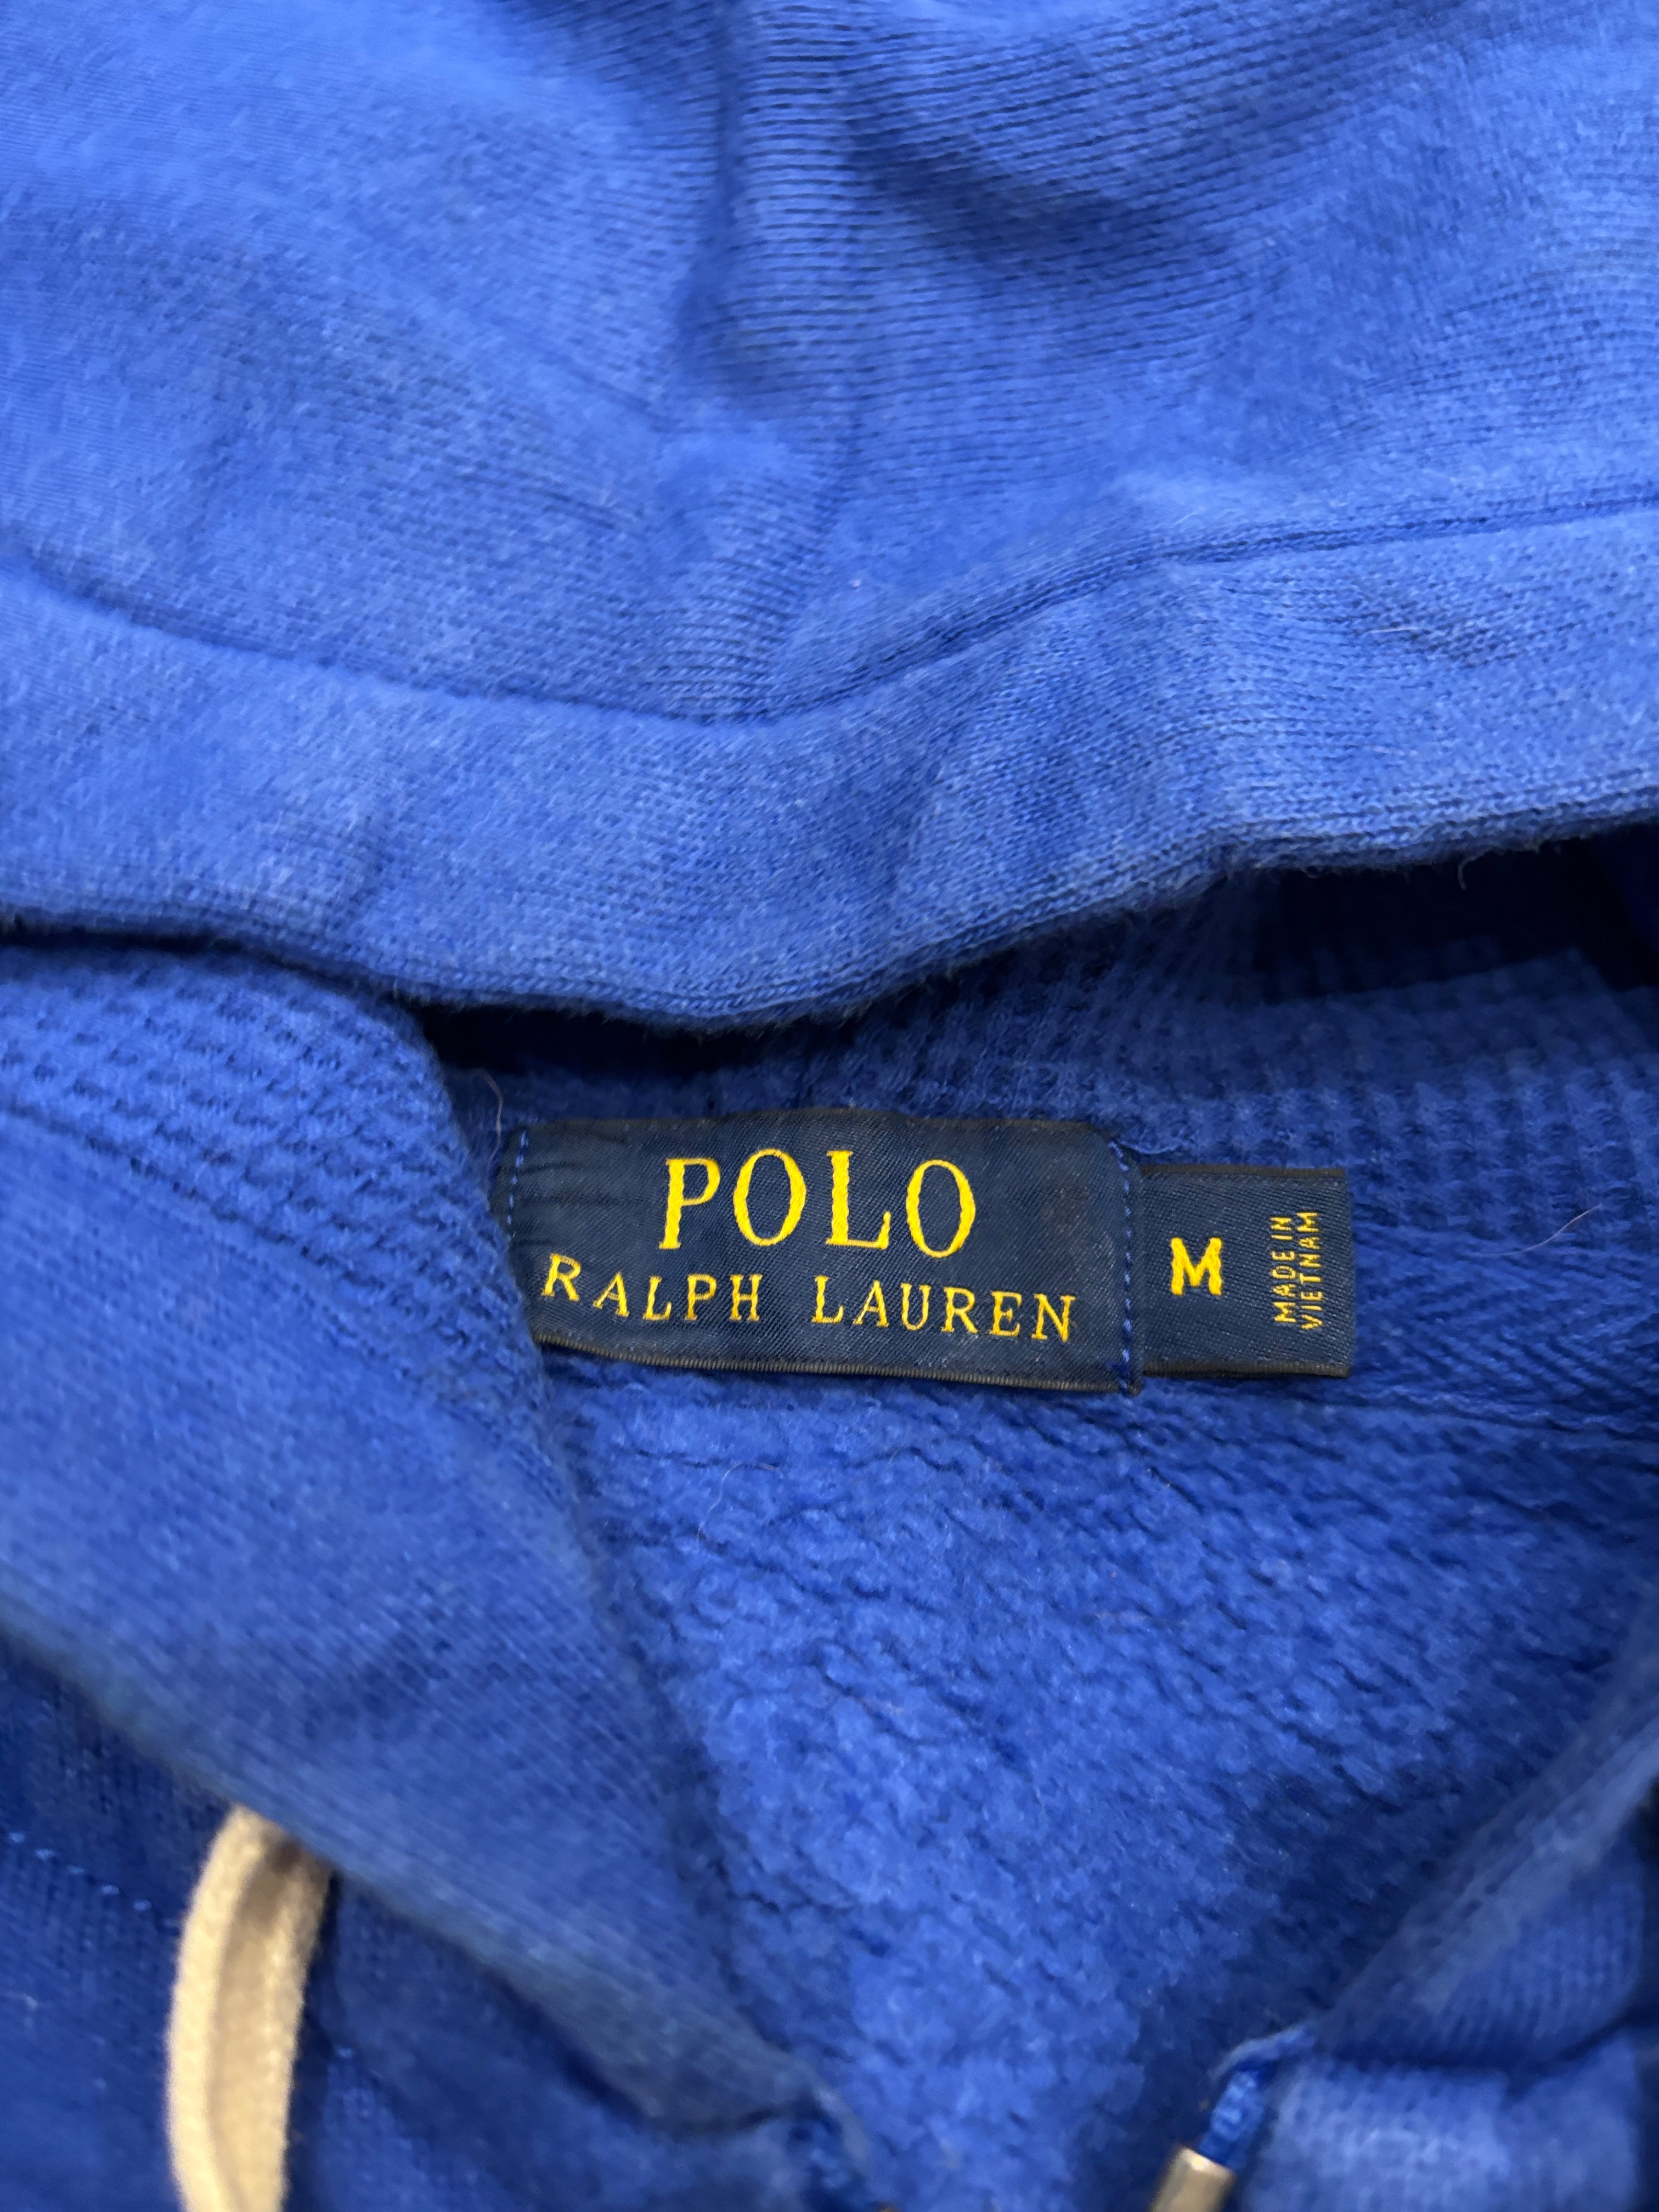 POLO
RALPH LAUREN
M
MADE IN
VIETNAM